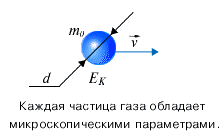 m₀
v
d
Eₖ
Каждая частица газа обладает
микроскопическими параметрами.